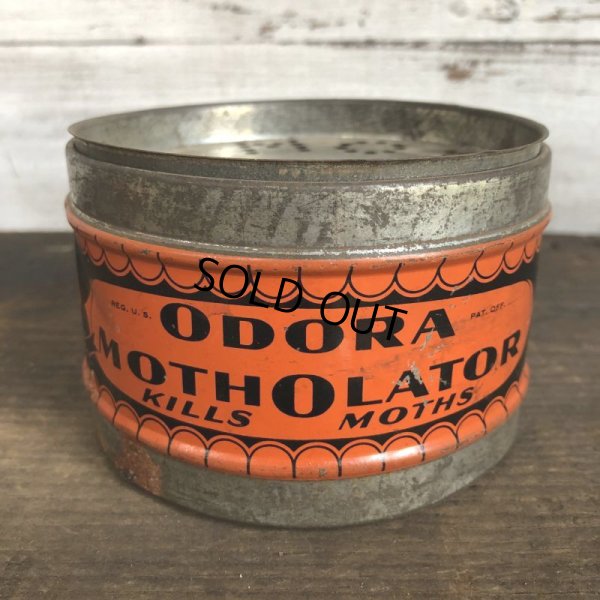 SOLD OUT
REG. U. S. PAT. OFF.
ODORA
MOTHOLATOR
KILLS MOTHS